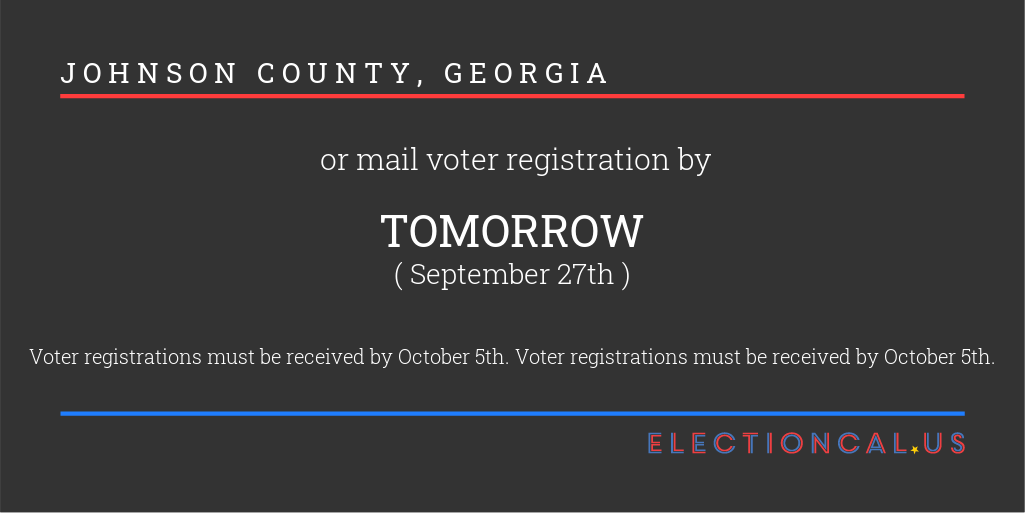 JOHNSON COUNTY, GEORGIA
or mail voter registration by
TOMORROW
( September 27th )
Voter registrations must be received by October 5th. Voter registrations must be received by October 5th.
ELECTIONCAL.US